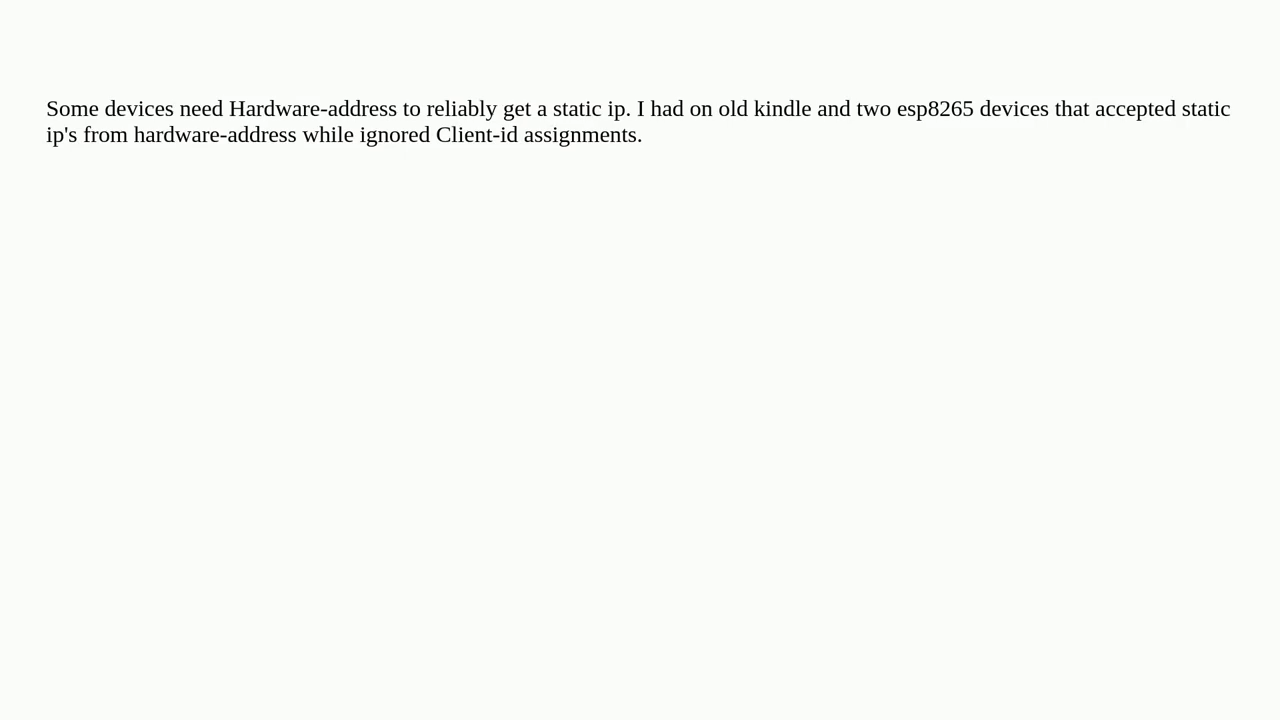 Some devices need Hardware-address to reliably get a static ip. I had on old kindle and two esp8265 devices that accepted static
ip's from hardware-address while ignored Client-id assignments.